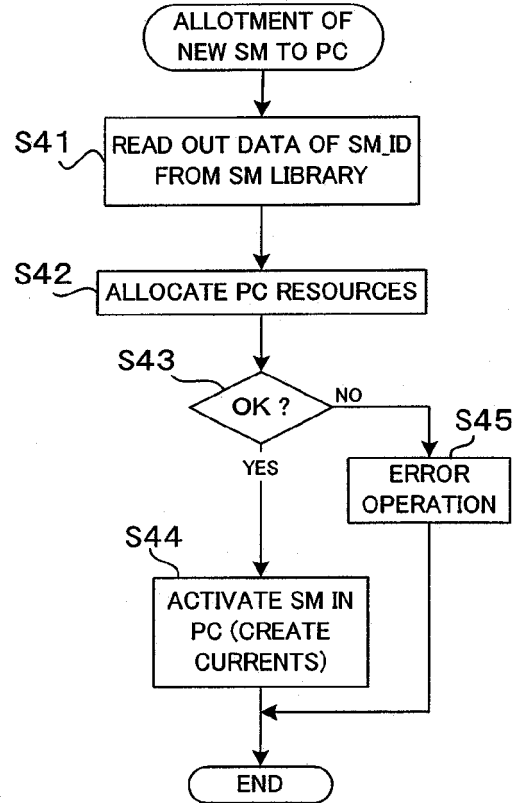 ALLOTMENT OF
NEW SM TO PC
S41
READ OUT DATA OF SM_ID
FROM SM LIBRARY
S42
ALLOCATE PC RESOURCES
S43
OK ?
NO
YES
S45
ERROR
OPERATION
S44
ACTIVATE SM IN
PC (CREATE
CURRENTS)
END